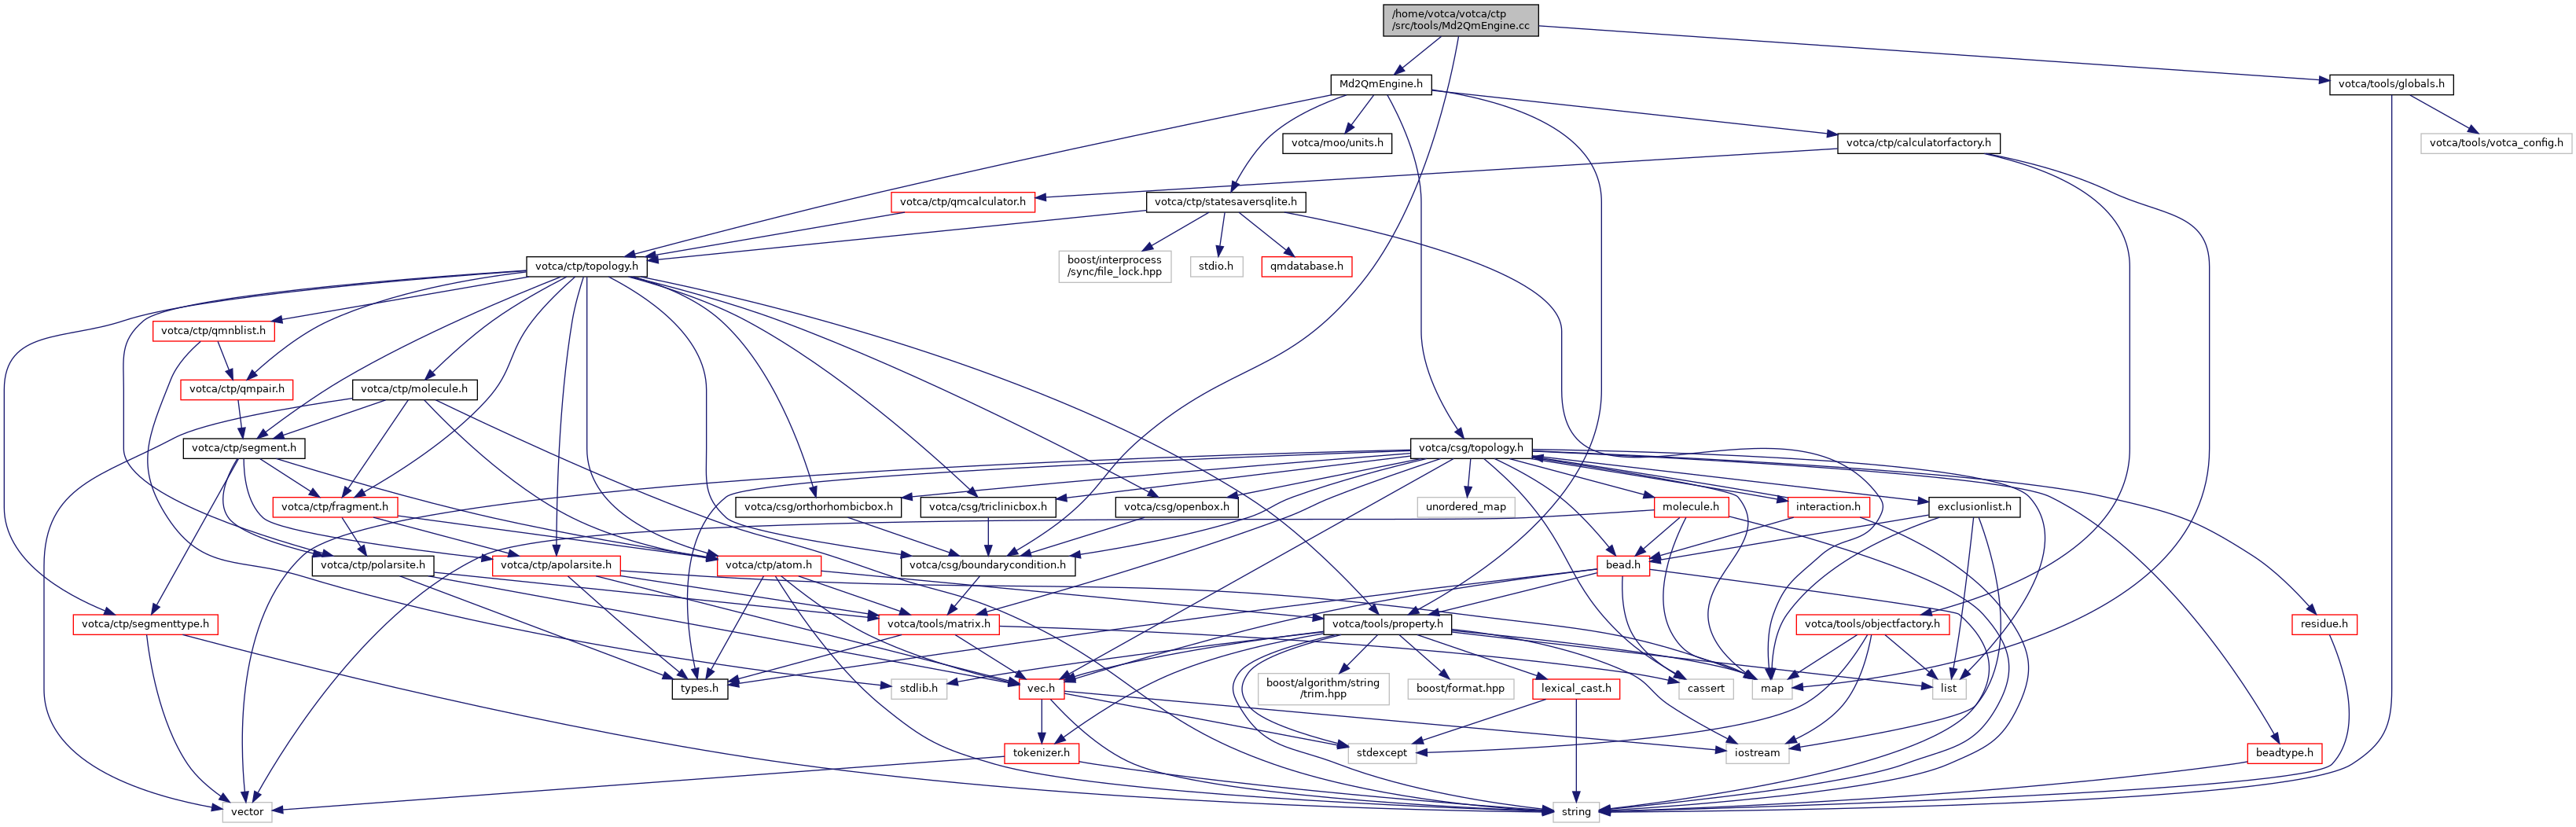 /home/votca/votca/ctp
/src/tools/Md2QmEngine.cc
Md2QmEngine.h
votca/tools/globals.h
votca/moo/units.h
votca/ctp/calculatorfactory.h
votca/tools/votca_config.h
votca/ctp/qmcalculator.h
votca/ctp/statesaversqlite.h
votca/ctp/topology.h
boost/interprocess
/sync/file_lock.hpp
stdio.h
qmdatabase.h
votca/ctp/qmnblist.h
votca/ctp/qmpair.h
votca/ctp/molecule.h
votca/ctp/segment.h
votca/csg/topology.h
votca/ctp/fragment.h
votca/csg/orthorhombicbox.h
votca/csg/triclinicbox.h
votca/csg/openbox.h
unordered_map
molecule.h
interaction.h
exclusionlist.h
votca/ctp/polarsite.h
votca/ctp/apolarsite.h
votca/ctp/atom.h
votca/csg/boundarycondition.h
bead.h
votca/ctp/segmenttype.h
votca/tools/matrix.h
votca/tools/property.h
votca/tools/objectfactory.h
residue.h
types.h
stdlib.h
vec.h
boost/algorithm/string
/trim.hpp
boost/format.hpp
lexical_cast.h
cassert
map
list
tokenizer.h
stdexcept
iostream
beadtype.h
vector
string